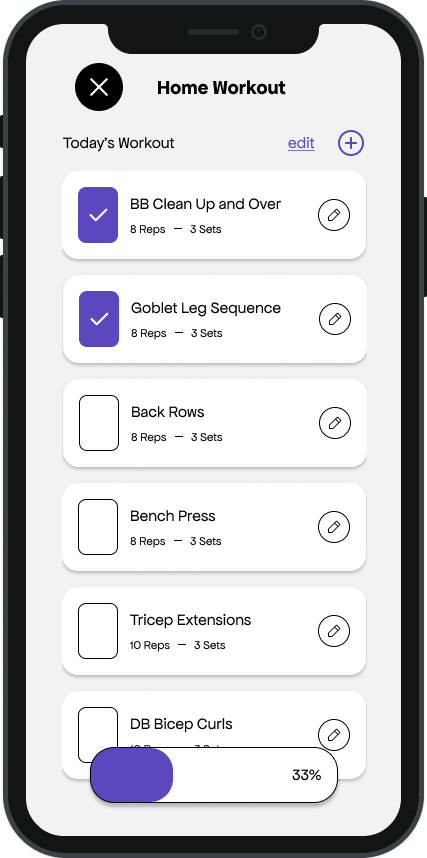 Home Workout
Today's Workout edit
BB Clean Up and Over
8 Reps – 3 Sets
Goblet Leg Sequence
8 Reps – 3 Sets
Back Rows
8 Reps – 3 Sets
Bench Press
8 Reps – 3 Sets
Tricep Extensions
10 Reps – 3 Sets
DB Bicep Curls
33%